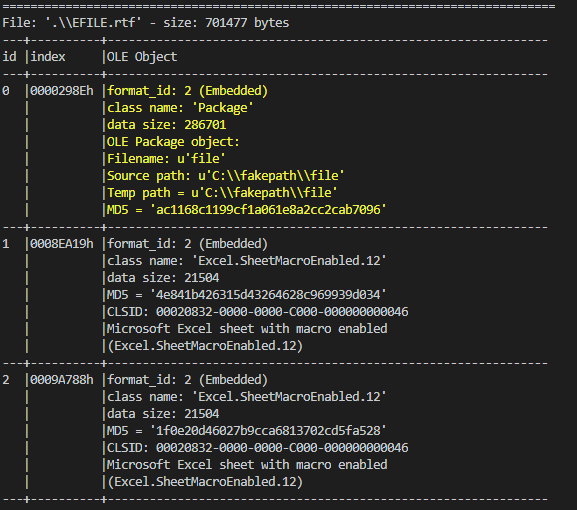 ===============================================================================
File: '.\\EFILE.rtf' - size: 701477 bytes
---+----------+---------------------------------------------------------------
id |index     |OLE Object
---+----------+---------------------------------------------------------------
0  |0000298Eh |format_id: 2 (Embedded)
   |          |class name: 'Package'
   |          |data size: 286701
   |          |OLE Package object:
   |          |Filename: u'file'
   |          |Source path: u'C:\\fakepath\\file'
   |          |Temp path = u'C:\\fakepath\\file'
   |          |MD5 = 'ac1168c1199cf1a061e8a2cc2cab7096'
---+----------+---------------------------------------------------------------
1  |0008EA19h |format_id: 2 (Embedded)
   |          |class name: 'Excel.SheetMacroEnabled.12'
   |          |data size: 21504
   |          |MD5 = '4e841b426315d43264628c969939d034'
   |          |CLSID: 00020832-0000-0000-C000-000000000046
   |          |Microsoft Excel sheet with macro enabled
   |          |(Excel.SheetMacroEnabled.12)
---+----------+---------------------------------------------------------------
2  |0009A788h |format_id: 2 (Embedded)
   |          |class name: 'Excel.SheetMacroEnabled.12'
   |          |data size: 21504
   |          |MD5 = '1f0e20d46027b9cca6813702cd5fa528'
   |          |CLSID: 00020832-0000-0000-C000-000000000046
   |          |Microsoft Excel sheet with macro enabled
   |          |(Excel.SheetMacroEnabled.12)
---+----------+---------------------------------------------------------------